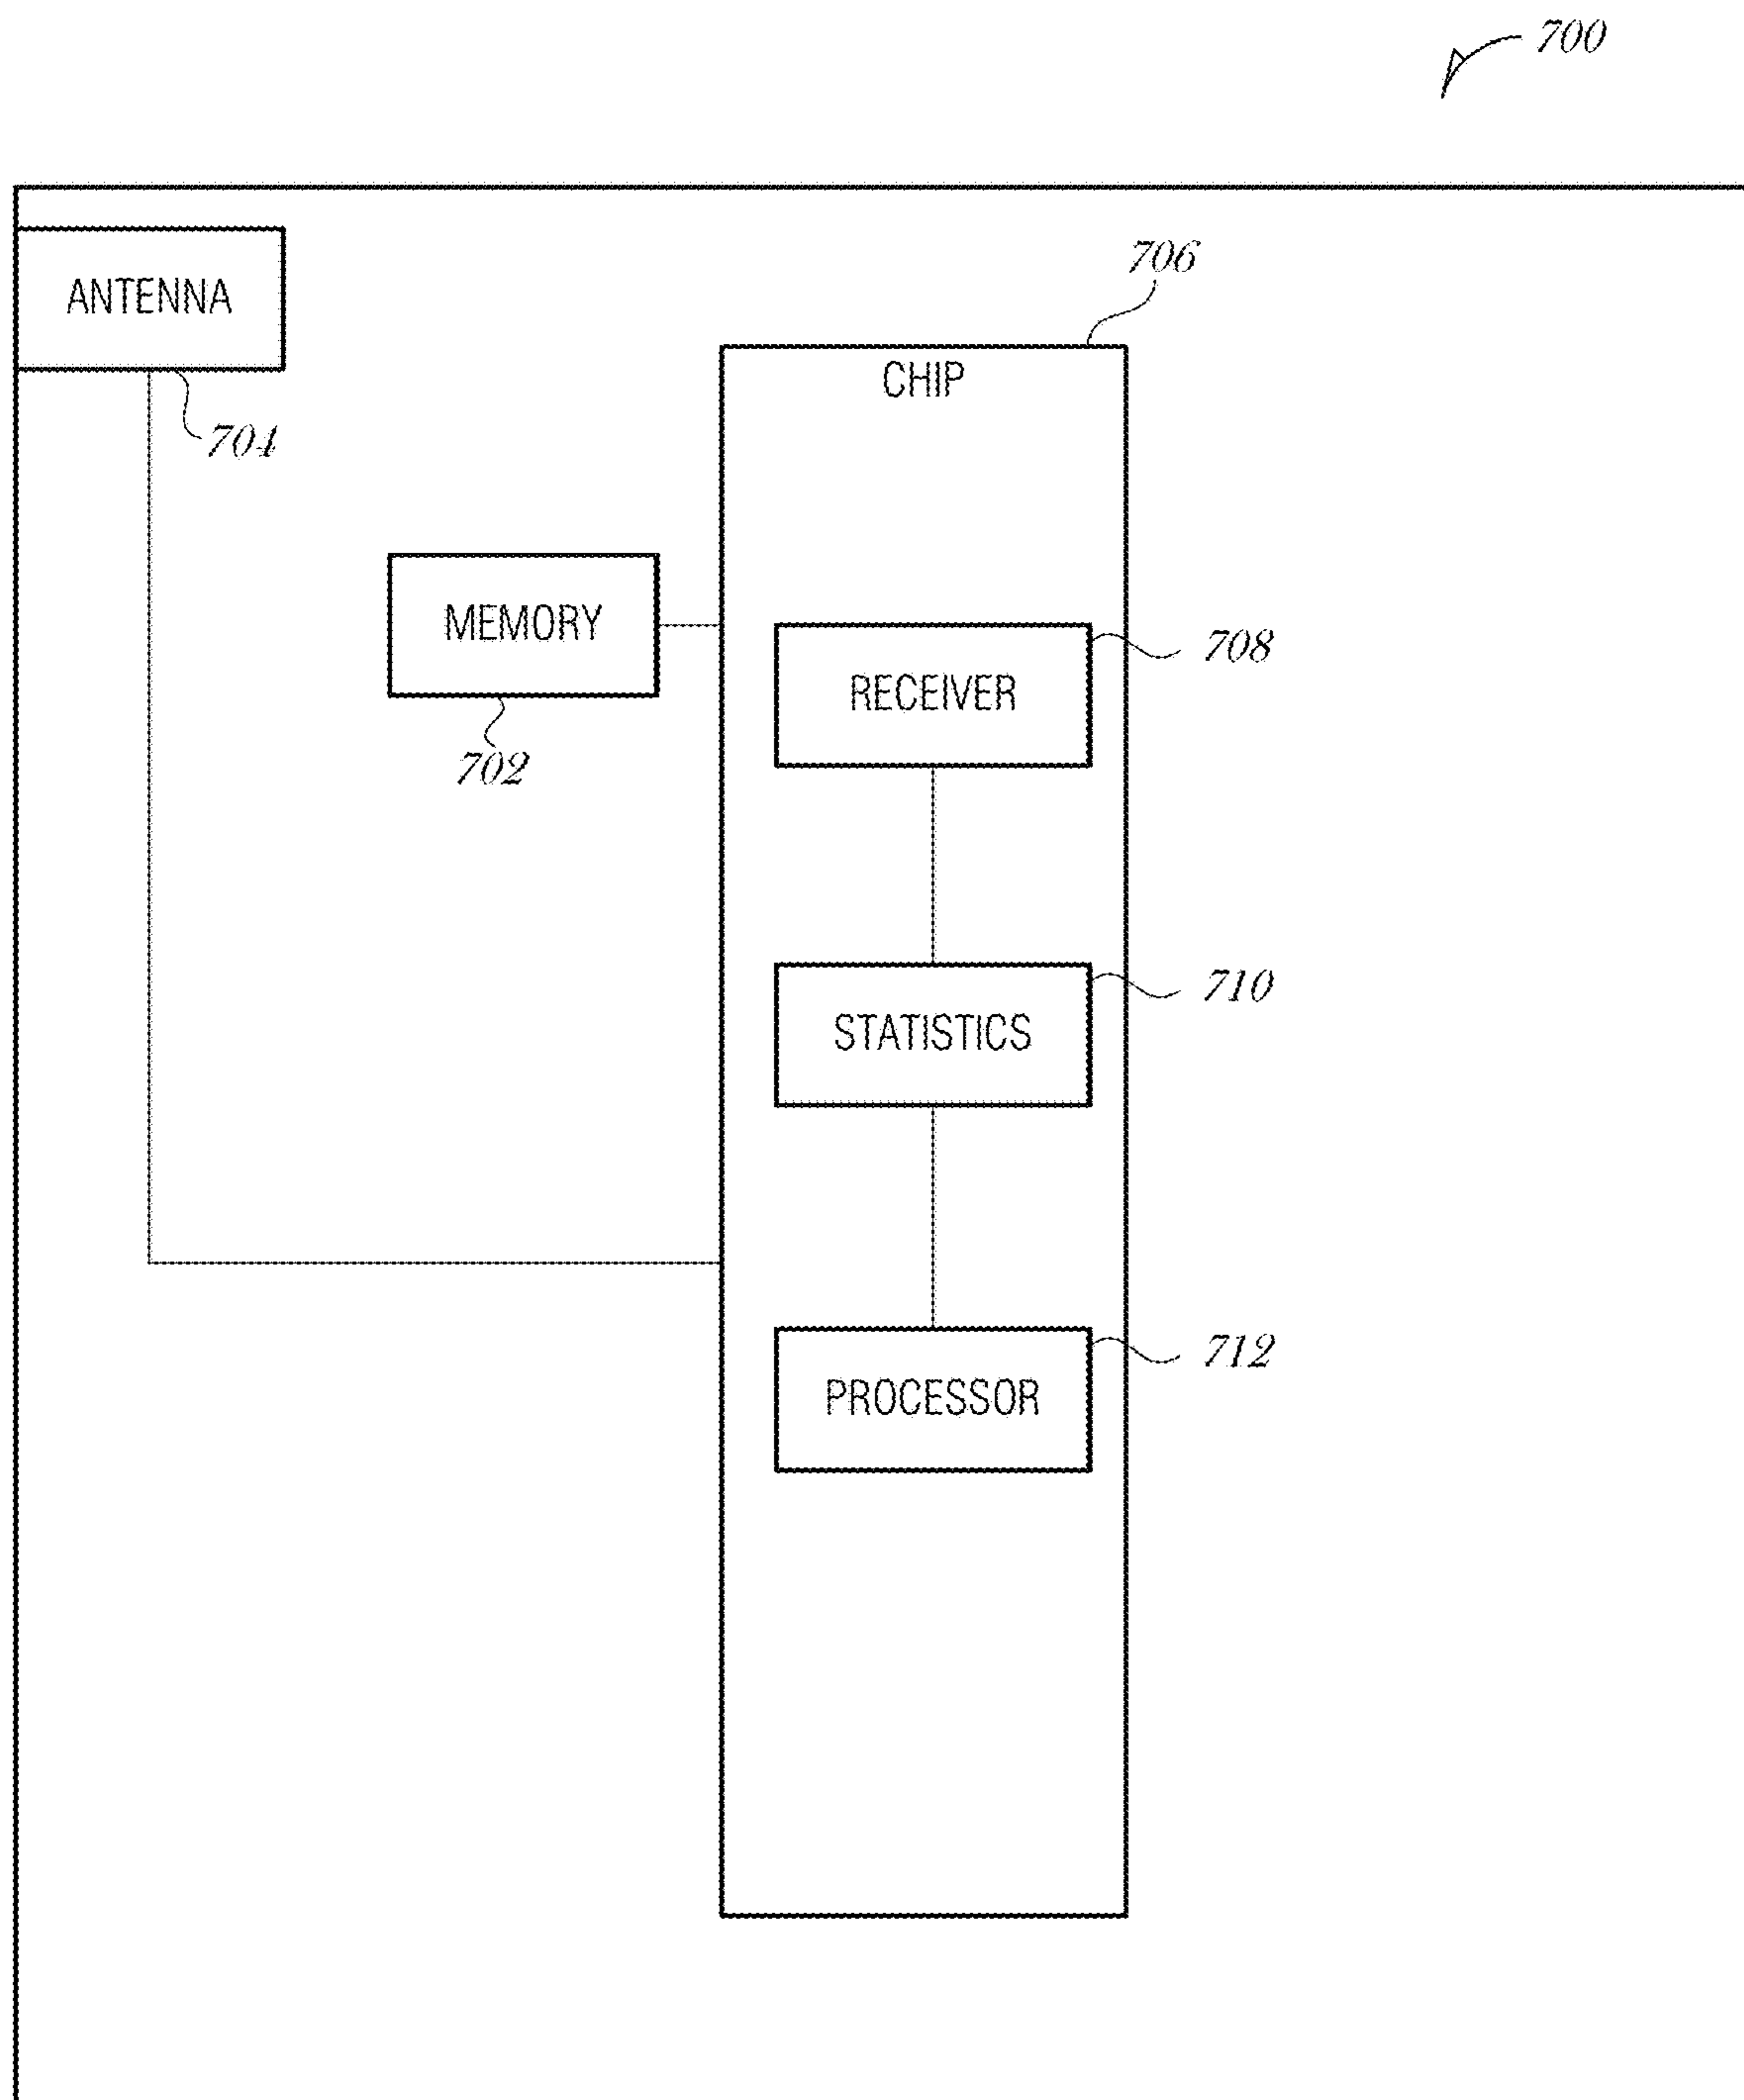 700
ANTENNA
704
706
CHIP
MEMORY
702
RECEIVER
708
STATISTICS
710
PROCESSOR
712